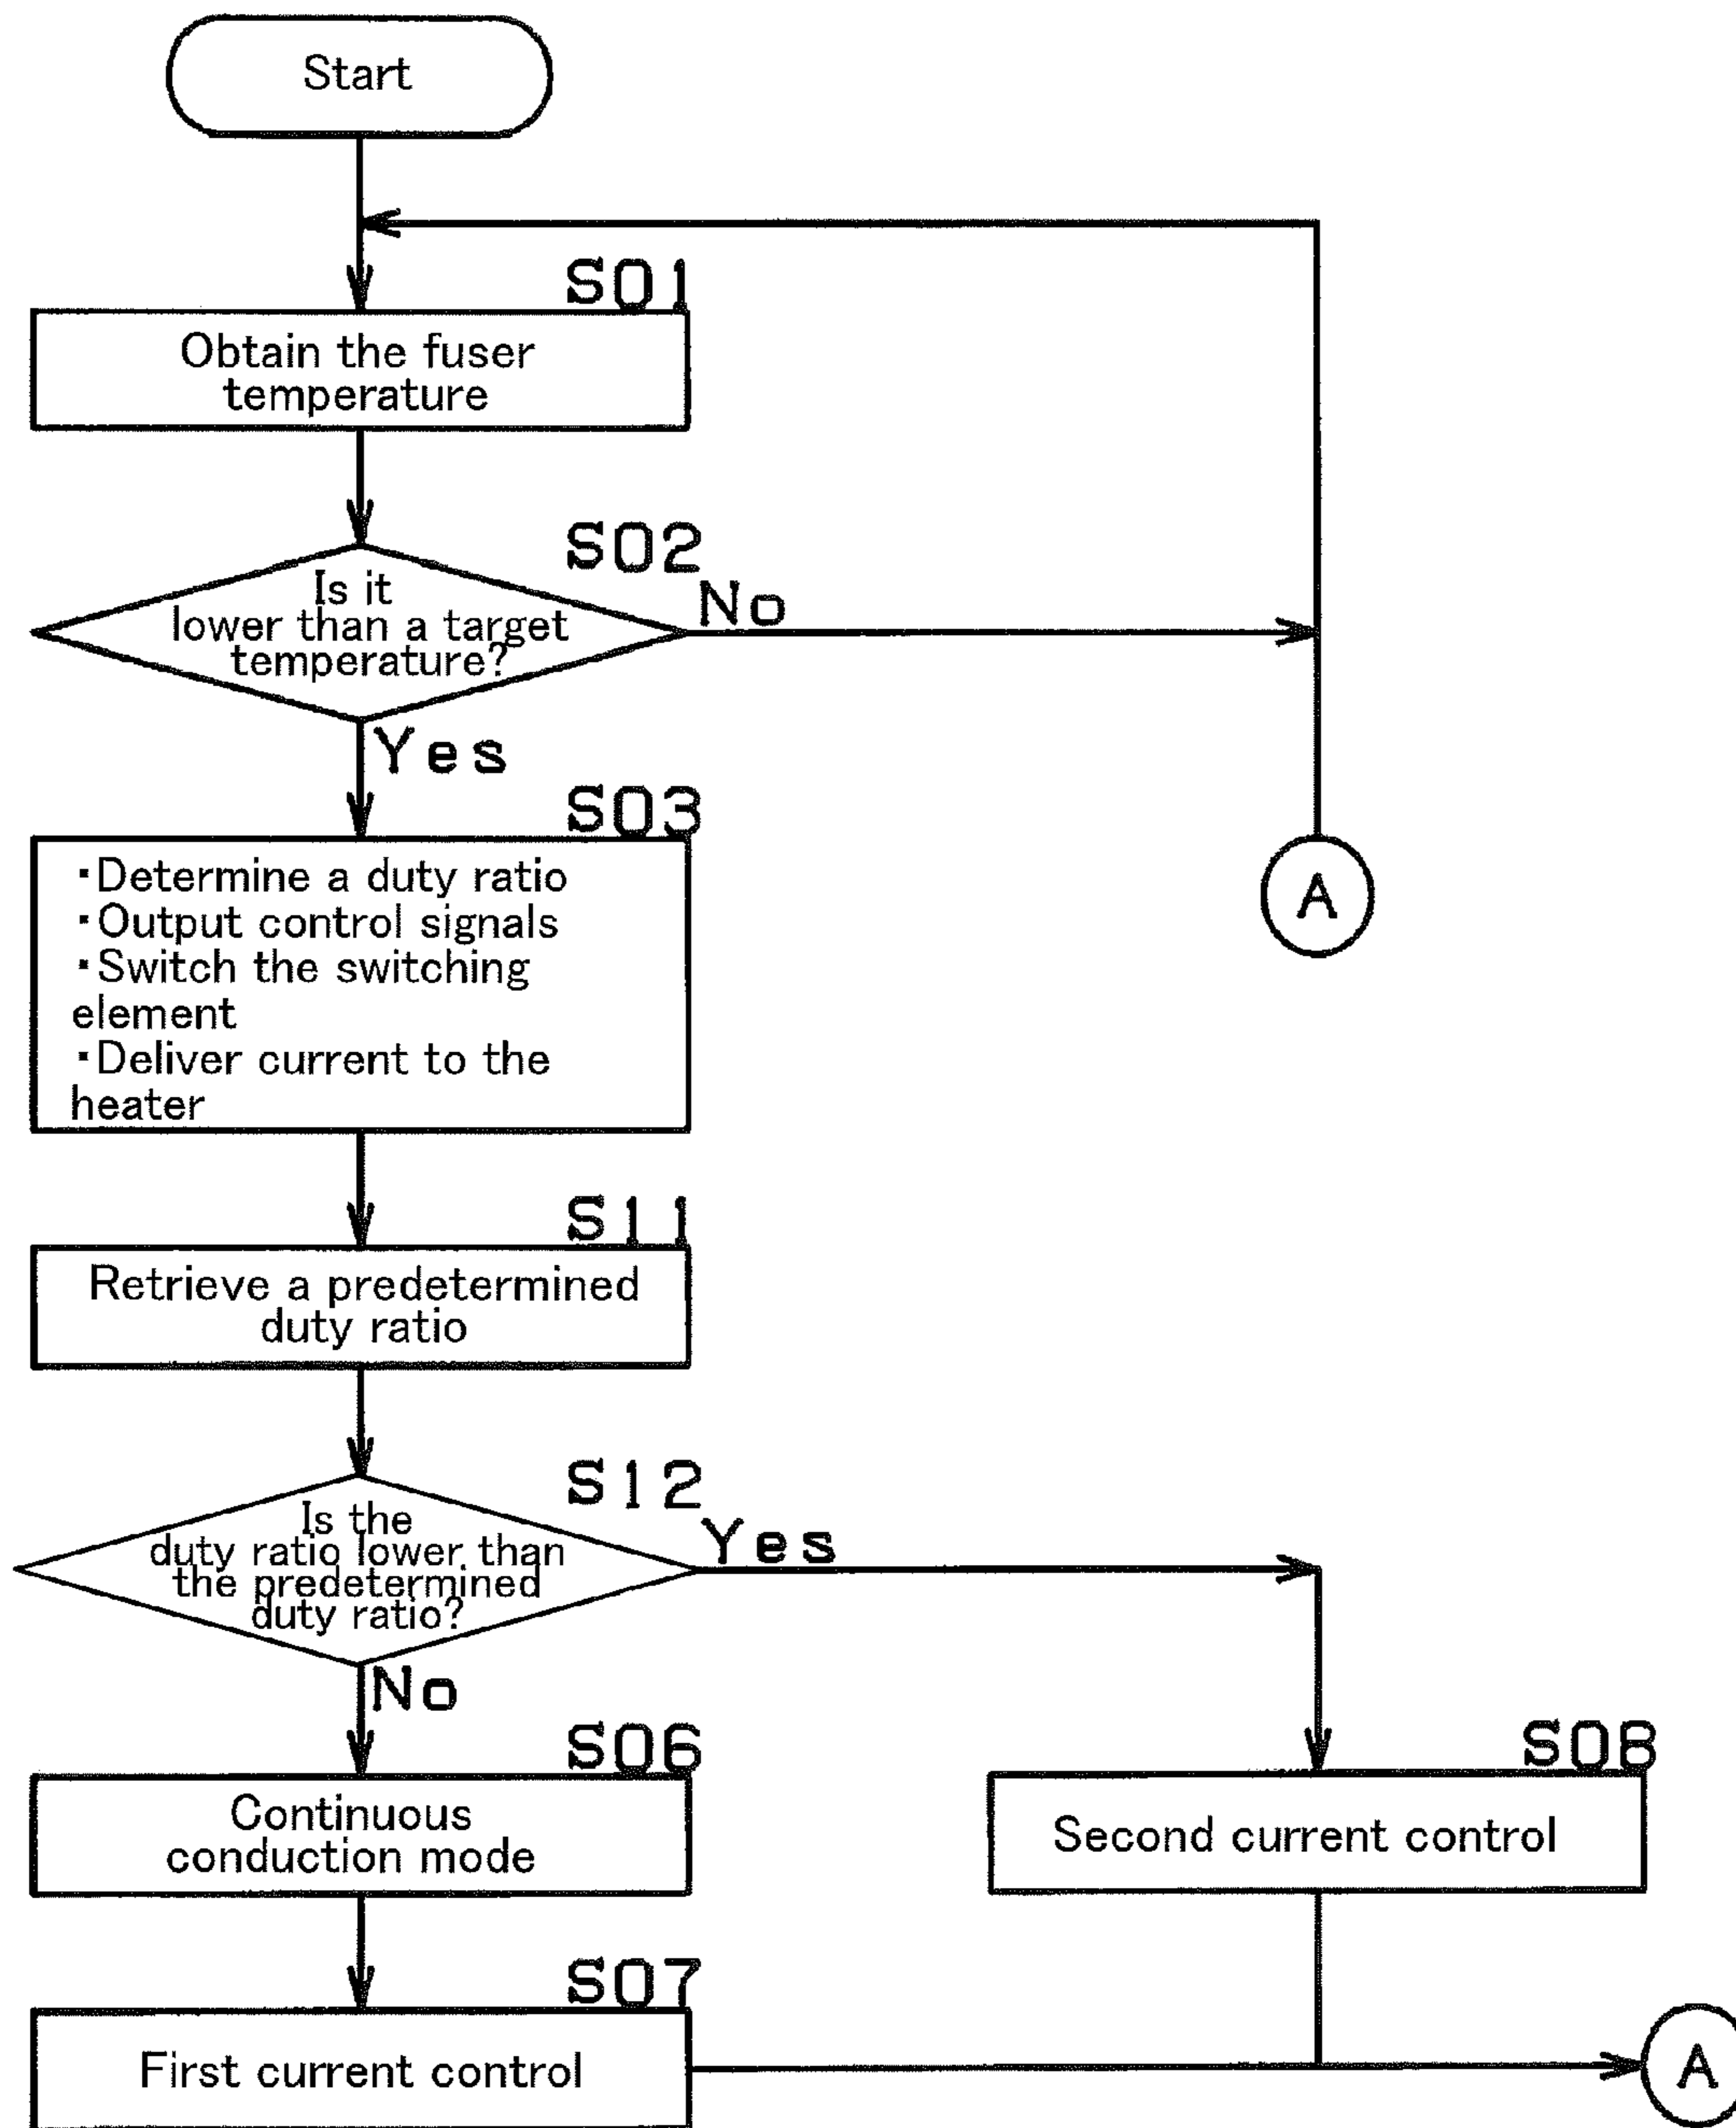 Start
S01
Obtain the fuser
temperature
S02
Is it
lower than a target
temperature?
No
Yes
S03
・Determine a duty ratio
・Output control signals
・Switch the switching
element
・Deliver current to the
heater
A
S11
Retrieve a predetermined
duty ratio
S12
Is the
duty ratio lower than
the predetermined
duty ratio?
Yes
No
S06
Continuous
conduction mode
S08
Second current control
S07
First current control
A